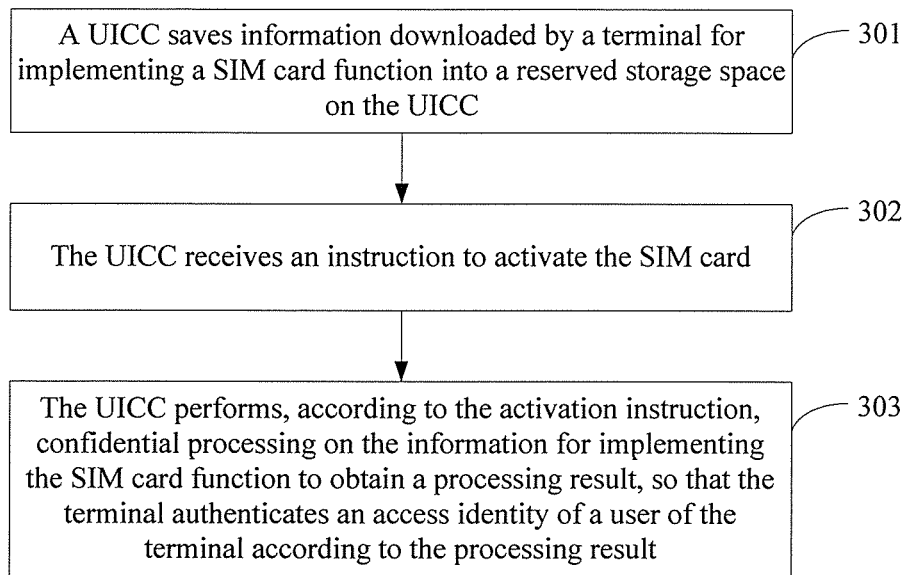 A UICC saves information downloaded by a terminal for
implementing a SIM card function into a reserved storage space
on the UICC
301
The UICC receives an instruction to activate the SIM card
302
The UICC performs, according to the activation instruction,
confidential processing on the information for implementing
the SIM card function to obtain a processing result, so that the
terminal authenticates an access identity of a user of the
terminal according to the processing result
303